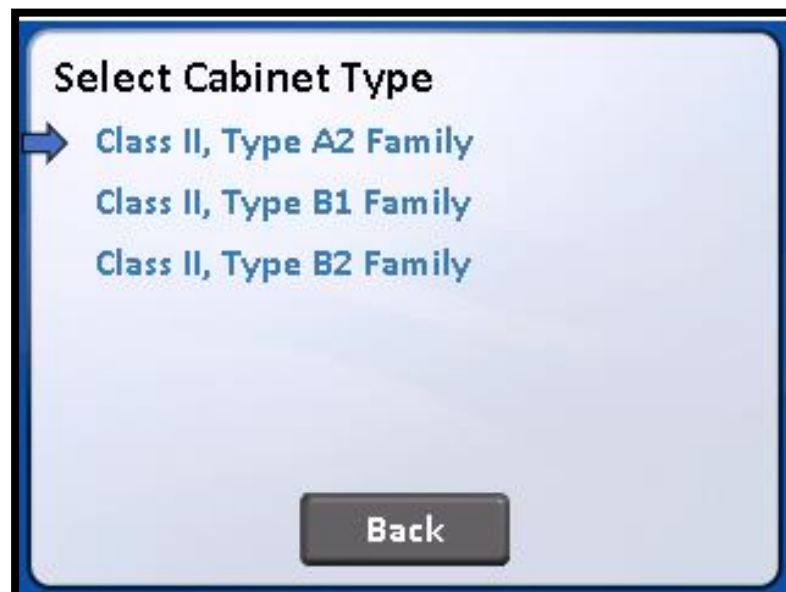 Select Cabinet Type
Class II, Type A2 Family
Class II, Type B1 Family
Class II, Type B2 Family
Back